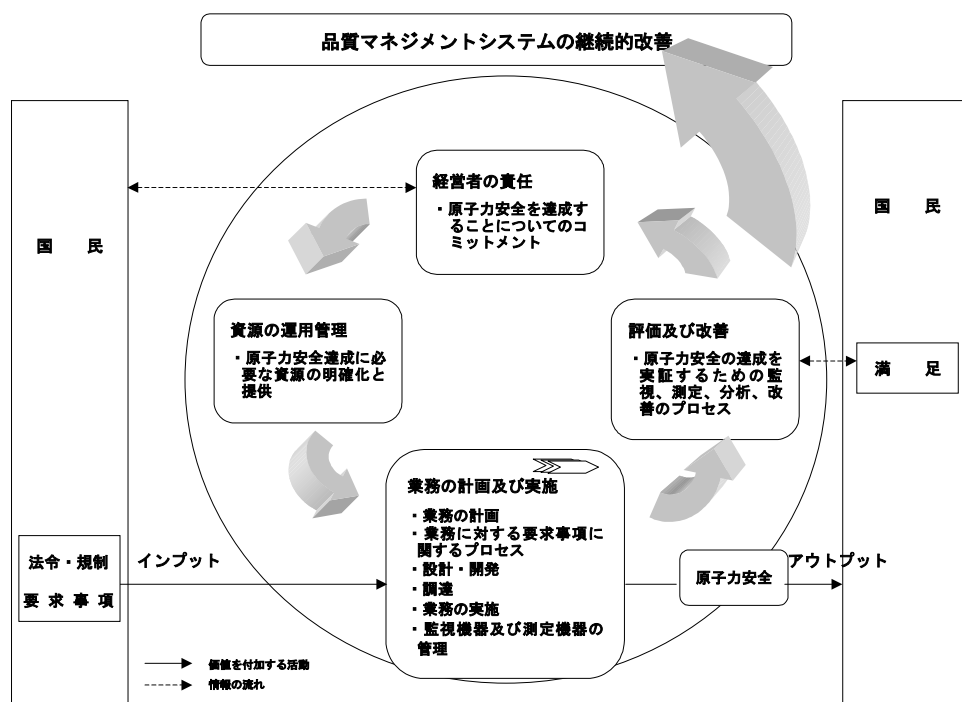 品質マネジメントシステムの継続的改善
国　民
法令・規制
要求事項
インプット
経営者の責任
・原子力安全を達成す
ることについてのコ
ミットメント
資源の運用管理
・原子力安全達成に必
要な資源の明確化と
提供
評価及び改善
・原子力安全の達成を
実証するための監
視、測定、分析、改
善のプロセス
業務の計画及び実施
・業務の計画
・業務に対する要求事項に
関するプロセス
・設計・開発
・調達
・業務の実施
・監視機器及び測定機器の
管理
原子力安全
アウトプット
国　民
満　足
価値を付加する活動
情報の流れ